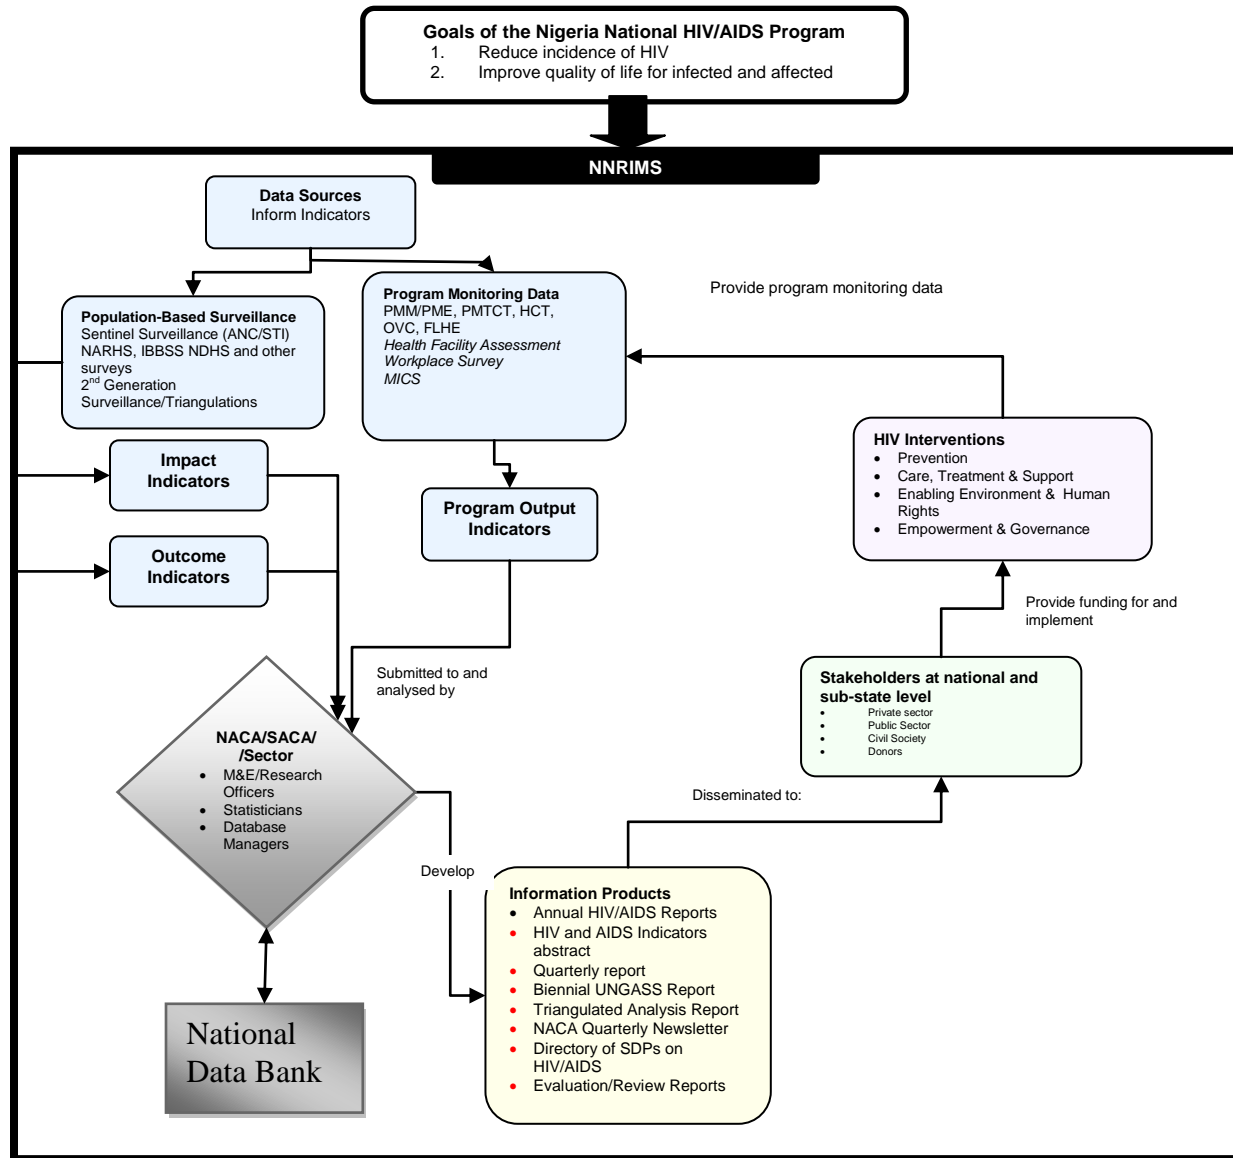 Goals of the Nigeria National HIV/AIDS Program
1. Reduce incidence of HIV
2. Improve quality of life for infected and affected
NNRIMS
Data Sources
Inform Indicators
Population-Based Surveillance
Sentinel Surveillance (ANC/STI)
NARHS, IBBSS NDHS and other
surveys
2nd Generation
Surveillance/Triangulations
Program Monitoring Data
PMM/PME, PMTCT, HCT,
OVC, FLHE
Health Facility Assessment
Workplace Survey
MICS
Provide program monitoring data
HIV Interventions
• Prevention
• Care, Treatment & Support
• Enabling Environment & Human
Rights
• Empowerment & Governance
Impact
Indicators
Program Output
Indicators
Outcome
Indicators
Provide funding for and
implement
Submitted to and
analysed by
Stakeholders at national and
sub-state level
• Private sector
• Public Sector
• Civil Society
• Donors
NACA/SACA/
/Sector
• M&E/Research
Officers
• Statisticians
• Database
Managers
Disseminated to:
Develop
Information Products
• Annual HIV/AIDS Reports
• HIV and AIDS Indicators
abstract
• Quarterly report
• Biennial UNGASS Report
• Triangulated Analysis Report
• NACA Quarterly Newsletter
• Directory of SDPs on
HIV/AIDS
• Evaluation/Review Reports
National
Data Bank